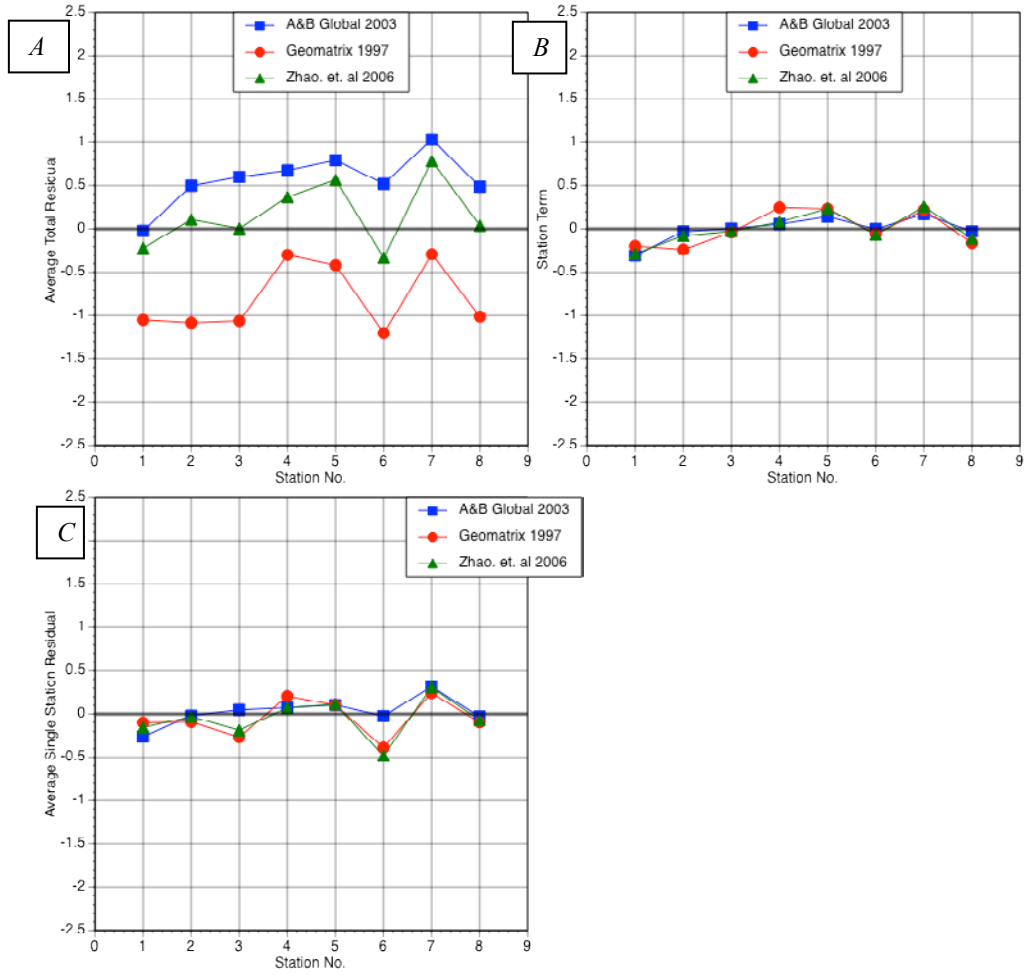 A
A&B Global 2003
Geomatrix 1997
Zhao. et. al 2006
Average Total Residual
2.5
2
1.5
1
0.5
0
-0.5
-1
-1.5
-2
-2.5
0 1 2 3 4 5 6 7 8 9
Station No.
B
A&B Global 2003
Geomatrix 1997
Zhao. et. al 2006
Station Term
2.5
2
1.5
1
0.5
0
-0.5
-1
-1.5
-2
-2.5
0 1 2 3 4 5 6 7 8 9
Station No.
C
A&B Global 2003
Geomatrix 1997
Zhao. et. al 2006
Average Single Station Residual
2.5
1.5
1
0.5
0
-0.5
-1
-1.5
-2
-2.5
0 1 2 3 4 5 6 7 8 9
Station No.